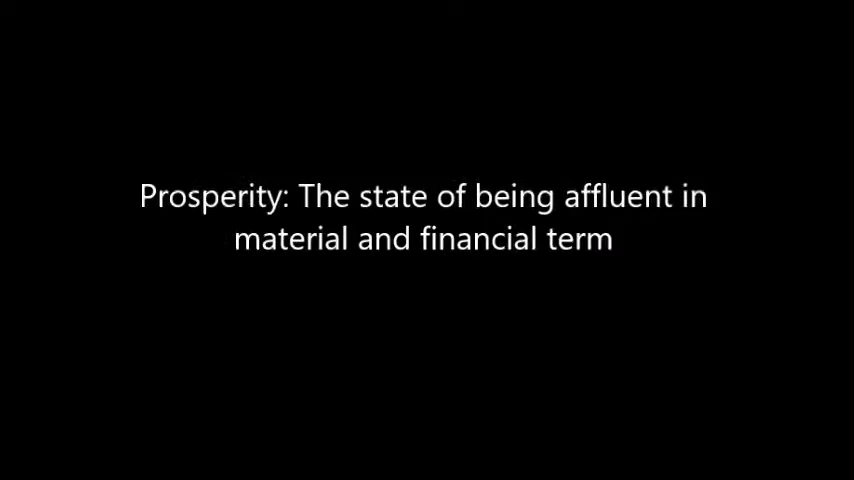 Prosperity: The state of being affluent in
material and financial term